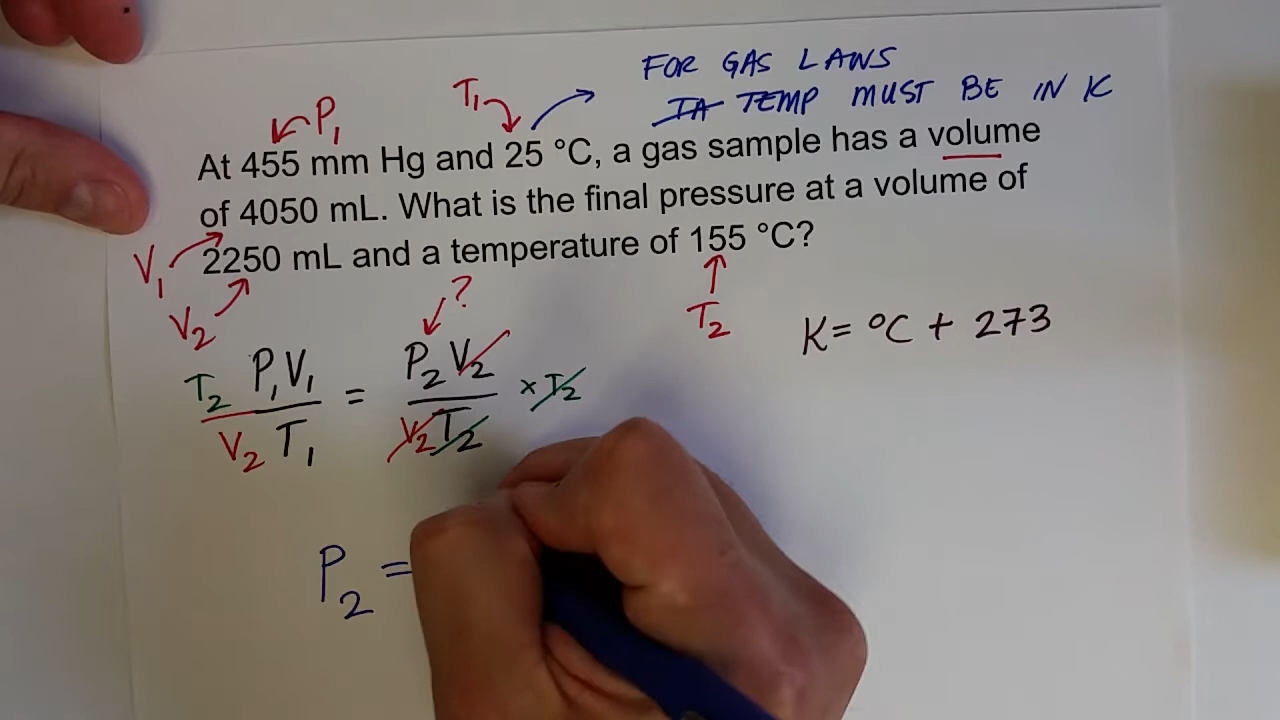 FOR GAS LAWS
IA TEMP MUST BE IN K
P₁ T₁
At 455 mm Hg and 25 °C, a gas sample has a volume
of 4050 mL. What is the final pressure at a volume of
V₁ 2250 mL and a temperature of 155 °C?
V₂ ? T₂ K = °C + 273
T₂ P₁V₁ = P₂ V₂ × T₂
V₂ T₁ V₂ T₂
P₂ =